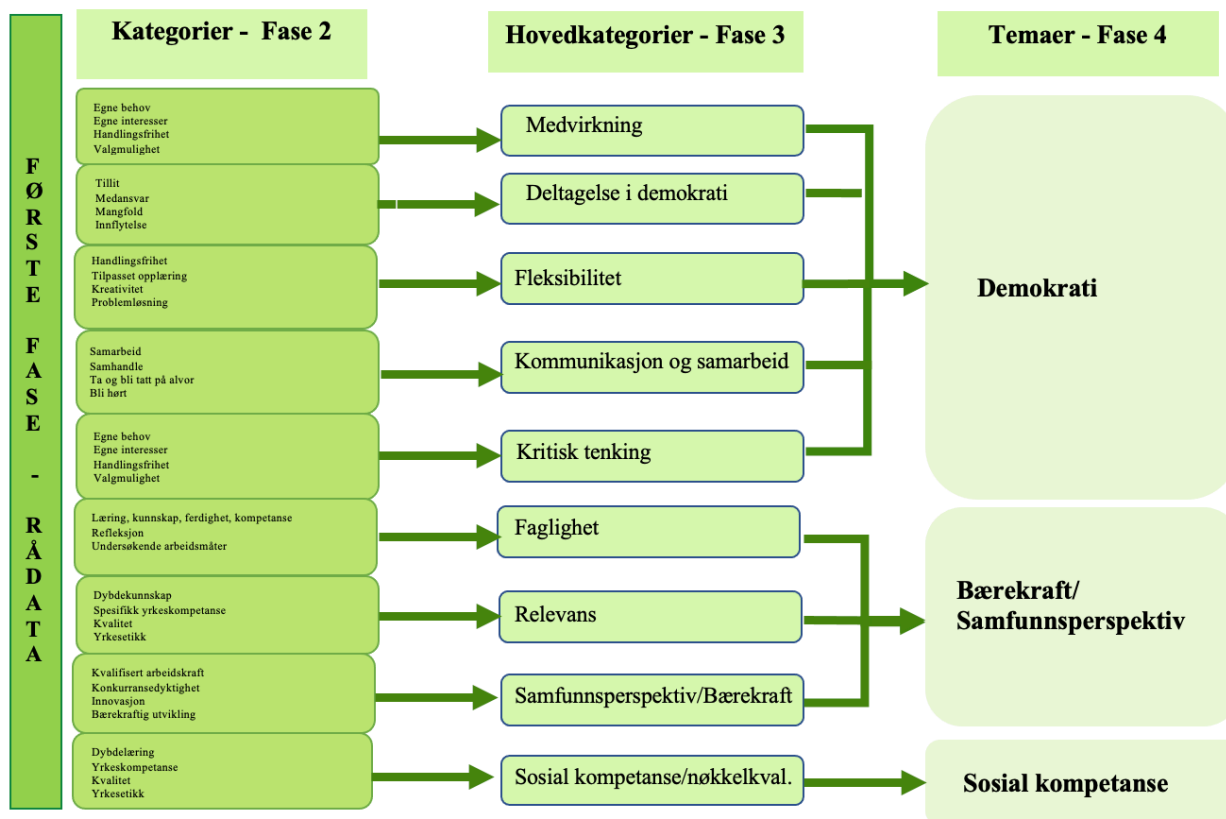 FØRSTE FASE - RÅDATA
Kategorier - Fase 2
Hovedkategorier - Fase 3
Temaer - Fase 4
Egne behov
Egne interesser
Handlingsfrihet
Valgmulighet
Medvirkning
Tillit
Medansvar
Mangfold
Innflytelse
Deltagelse i demokrati
Handlingsfrihet
Tilpasset opplæring
Kreativitet
Problemløsning
Fleksibilitet
Samarbeid
Samhandle
Ta og bli tatt på alvor
Bli hørt
Kommunikasjon og samarbeid
Egne behov
Egne interesser
Handlingsfrihet
Valgmulighet
Kritisk tenking
Demokrati
Læring, kunnskap, ferdighet, kompetanse
Refleksjon
Undersøkende arbeidsmåter
Faglighet
Dybdekunnskap
Spesifikk yrkeskompetanse
Kvalitet
Yrkesetikk
Relevans
Kvalifisert arbeidskraft
Konkurransedyktighet
Innovasjon
Bærekraftig utvikling
Samfunnsperspektiv/Bærekraft
Bærekraft/
Samfunnsperspektiv
Dybdelæring
Yrkeskompetanse
Kvalitet
Yrkesetikk
Sosial kompetanse/nøkkelkval.
Sosial kompetanse